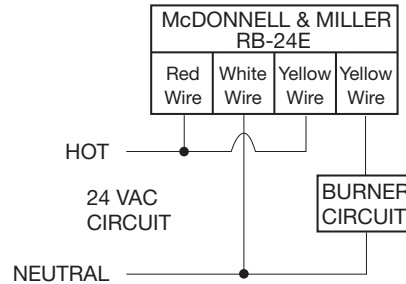 McDONNELL & MILLER
RB-24E
Red White Yellow Yellow
Wire Wire Wire Wire
HOT
24 VAC
CIRCUIT
BURNER
CIRCUIT
NEUTRAL